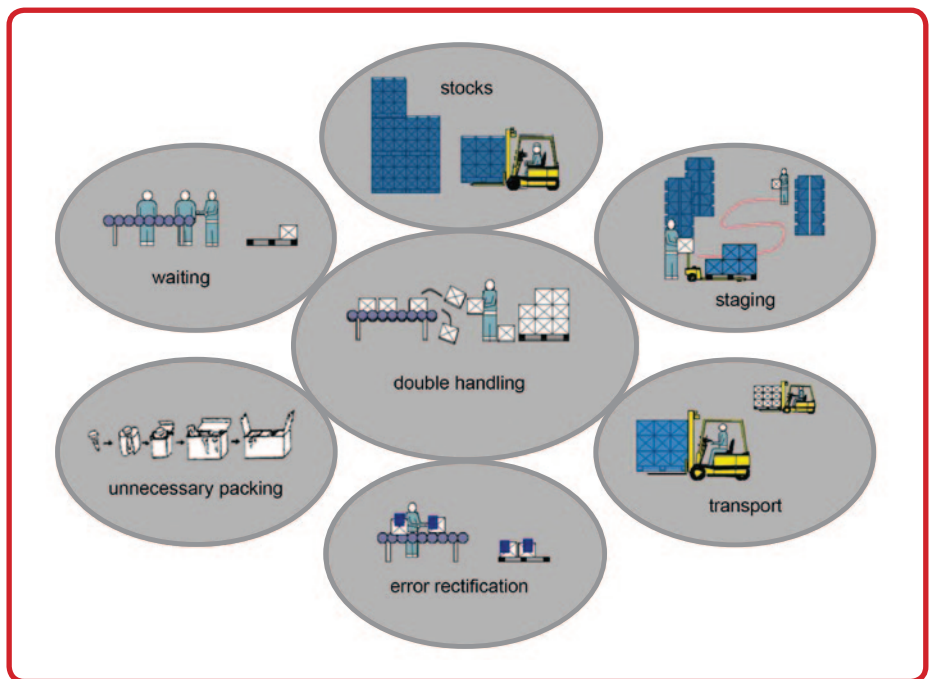 stocks
waiting
staging
double handling
unnecessary packing
transport
error rectification